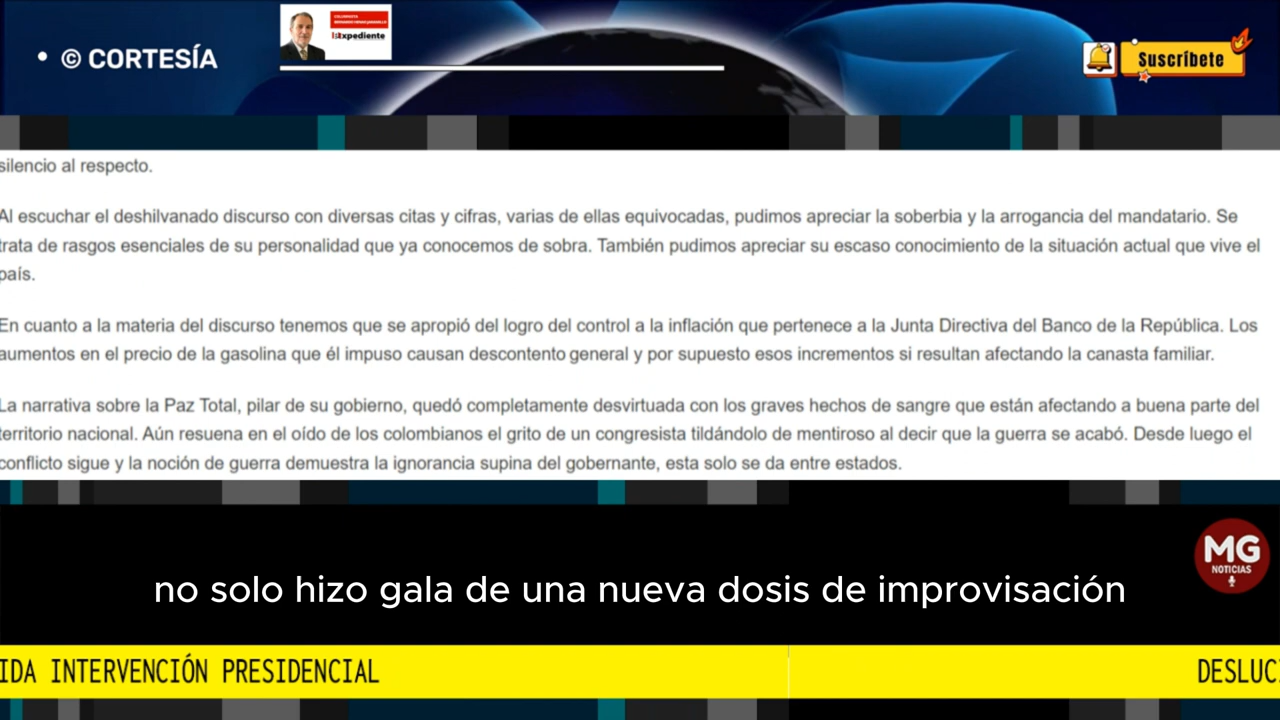 • © CORTESÍA
Expediente
Suscríbete
silencio al respecto.
Al escuchar el deshilvanado discurso con diversas citas y cifras, varias de ellas equivocadas, pudimos apreciar la soberbia y la arrogancia del mandatario. Se
trata de rasgos esenciales de su personalidad que ya conocemos de sobra. También pudimos apreciar su escaso conocimiento de la situación actual que vive el
país.
En cuanto a la materia del discurso tenemos que se apropió del logro del control a la inflación que pertenece a la Junta Directiva del Banco de la República. Los
aumentos en el precio de la gasolina que él impuso causan descontento general y por supuesto esos incrementos si resultan afectando la canasta familiar.
La narrativa sobre la Paz Total, pilar de su gobierno, quedó completamente desvirtuada con los graves hechos de sangre que están afectando a buena parte del
territorio nacional. Aún resuena en el oído de los colombianos el grito de un congresista tildándolo de mentiroso al decir que la guerra se acabó. Desde luego el
conflicto sigue y la noción de guerra demuestra la ignorancia supina del gobernante, esta solo se da entre estados.
MG
NOTICIAS
no solo hizo gala de una nueva dosis de improvisación
IDA INTERVENCIÓN PRESIDENCIAL
DESLUC